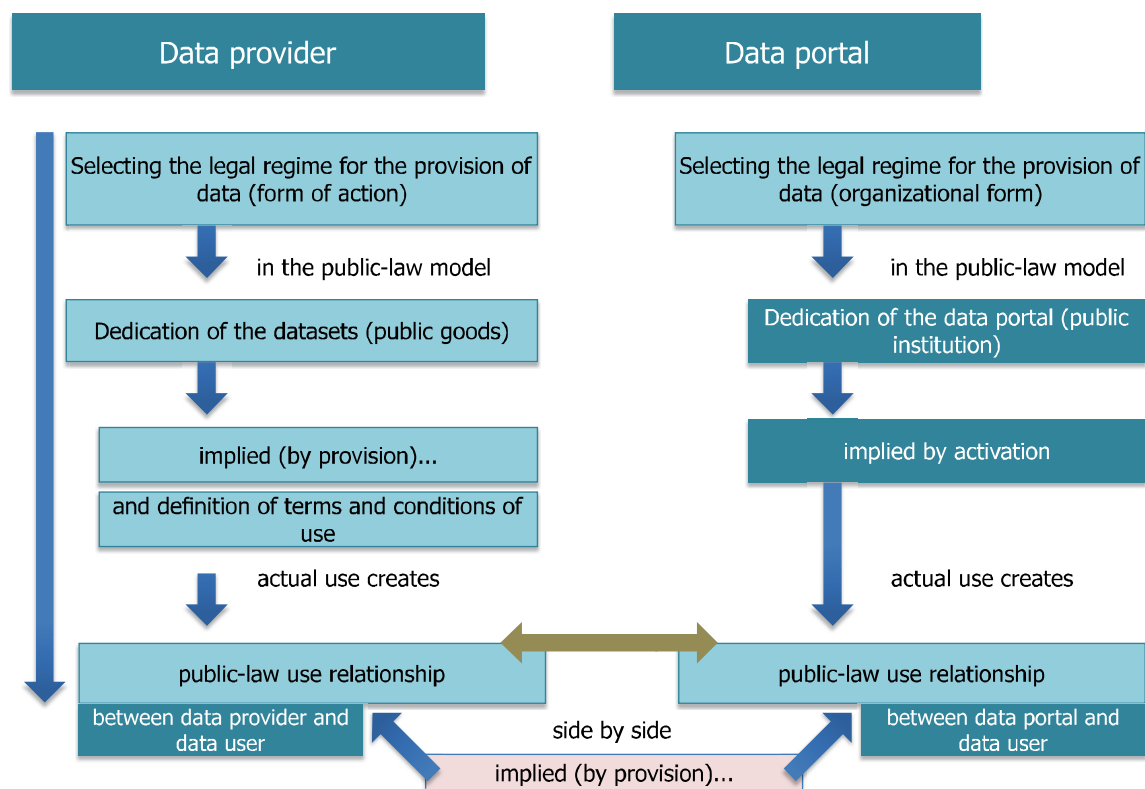 Data provider
Data portal
Selecting the legal regime for the provision of
data (form of action)
Selecting the legal regime for the provision of
data (organizational form)
in the public-law model
in the public-law model
Dedication of the datasets (public goods)
Dedication of the data portal (public
institution)
implied (by provision)...
implied by activation
and definition of terms and conditions of
use
actual use creates
actual use creates
public-law use relationship
public-law use relationship
between data provider and
data user
between data portal and
data user
side by side
implied (by provision)...